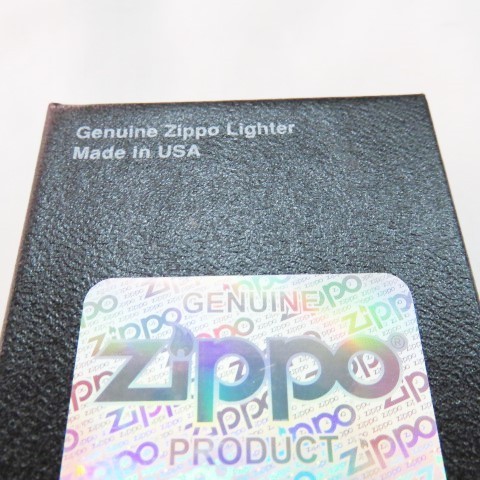 Genuine Zippo Lighter
Made in USA
GENUINE
zippo®
PRODUCT